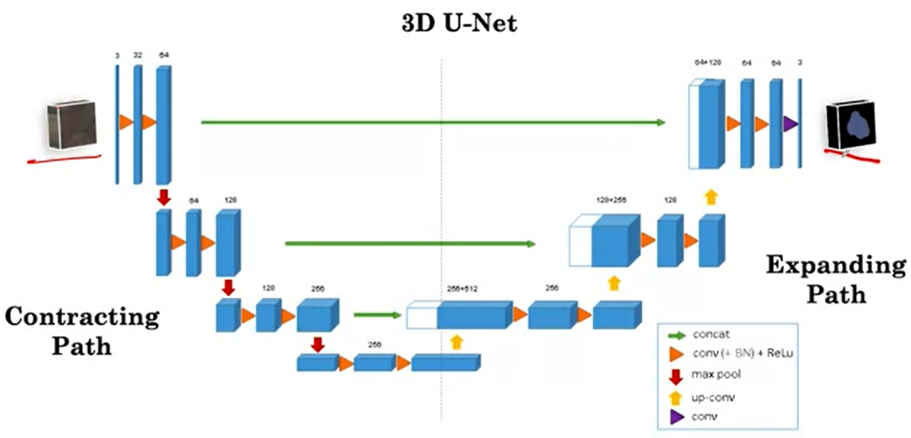 3D U-Net
3 32 64
64+128 64 64 3
64 128
128+256 128
128 256
256+512 256
256
Contracting
Path
Expanding
Path
concat
conv (+ BN) + ReLu
max pool
up-conv
conv